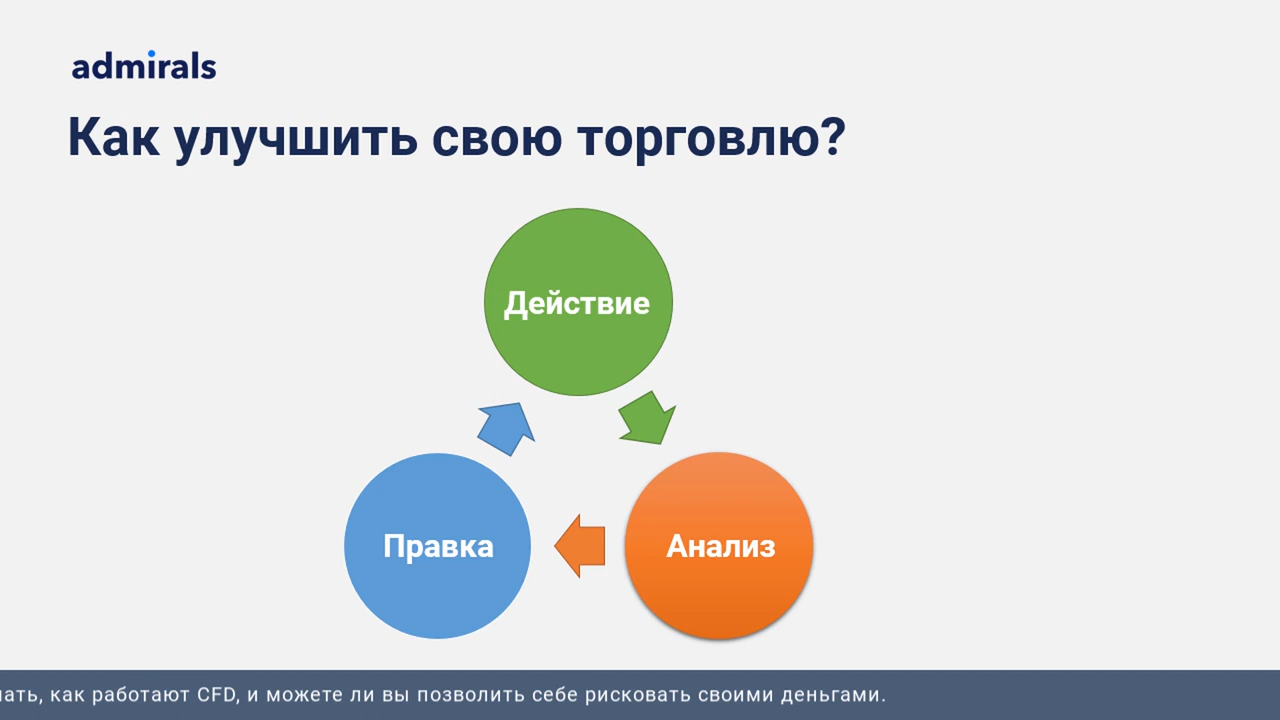 admirals
Как улучшить свою торговлю?
Действие
Правка
Анализ
как работают CFD, и можете ли вы позволить себе рисковать своими деньгами.